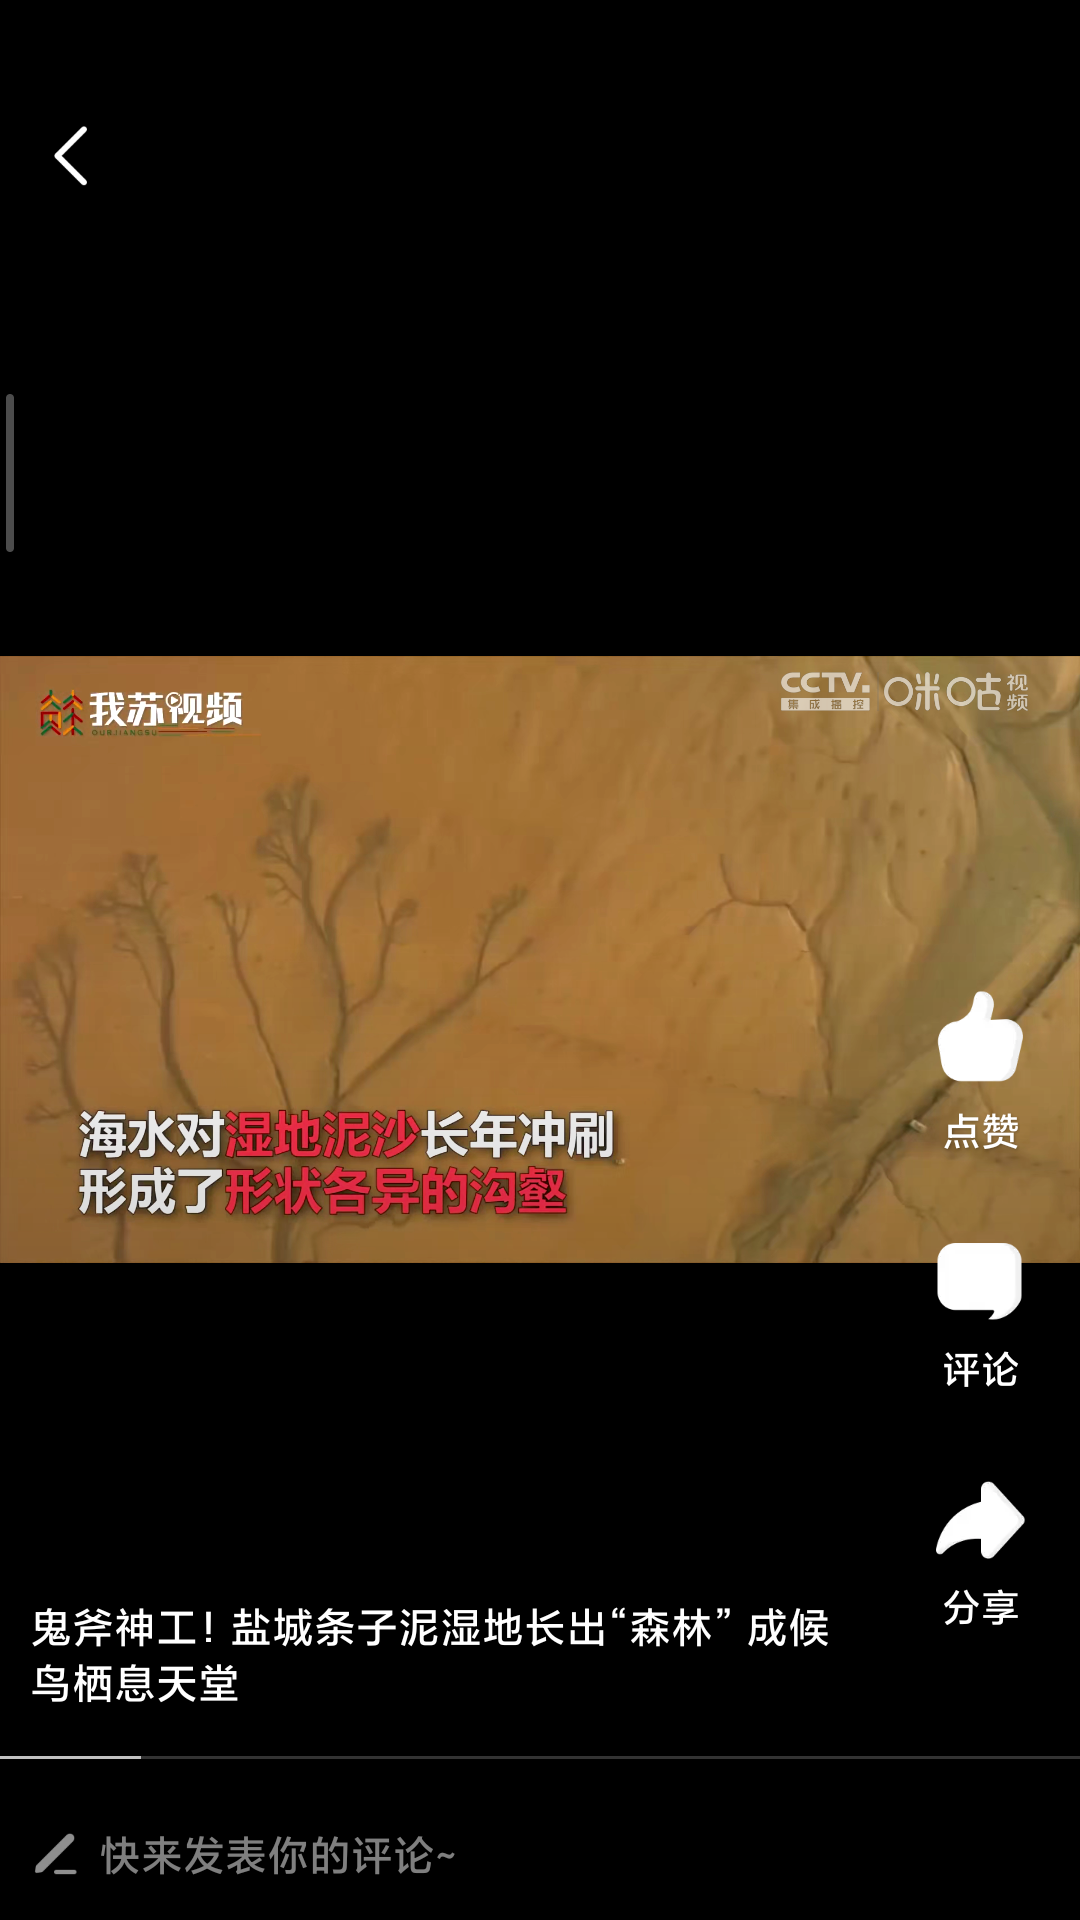 我苏视频
OURJIANGSU
CCTV.
集成播控
咪咕视频
海水对湿地泥沙长年冲刷
形成了形状各异的沟壑
点赞
评论
分享
鬼斧神工！盐城条子泥湿地长出“森林” 成候
鸟栖息天堂
快来发表你的评论~